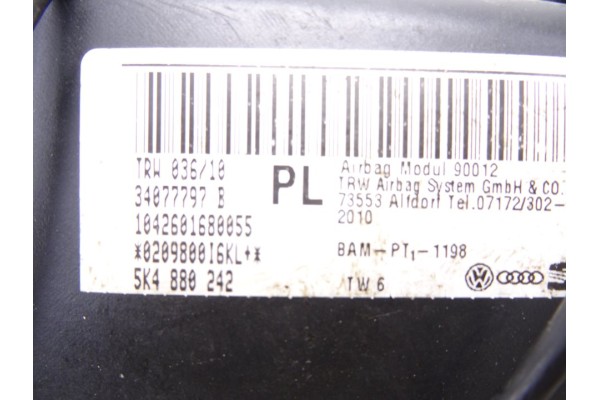 TRW 036/10
34077797 B
1042601680055
*0209800I6KL+*
5K4 880 242
PL
Airbag Modul 90012
TRW Airbag System GmbH & CO.
73553 Alfdorf Tel.07172/302-
2010
BAM-PT1-1198
TW 6